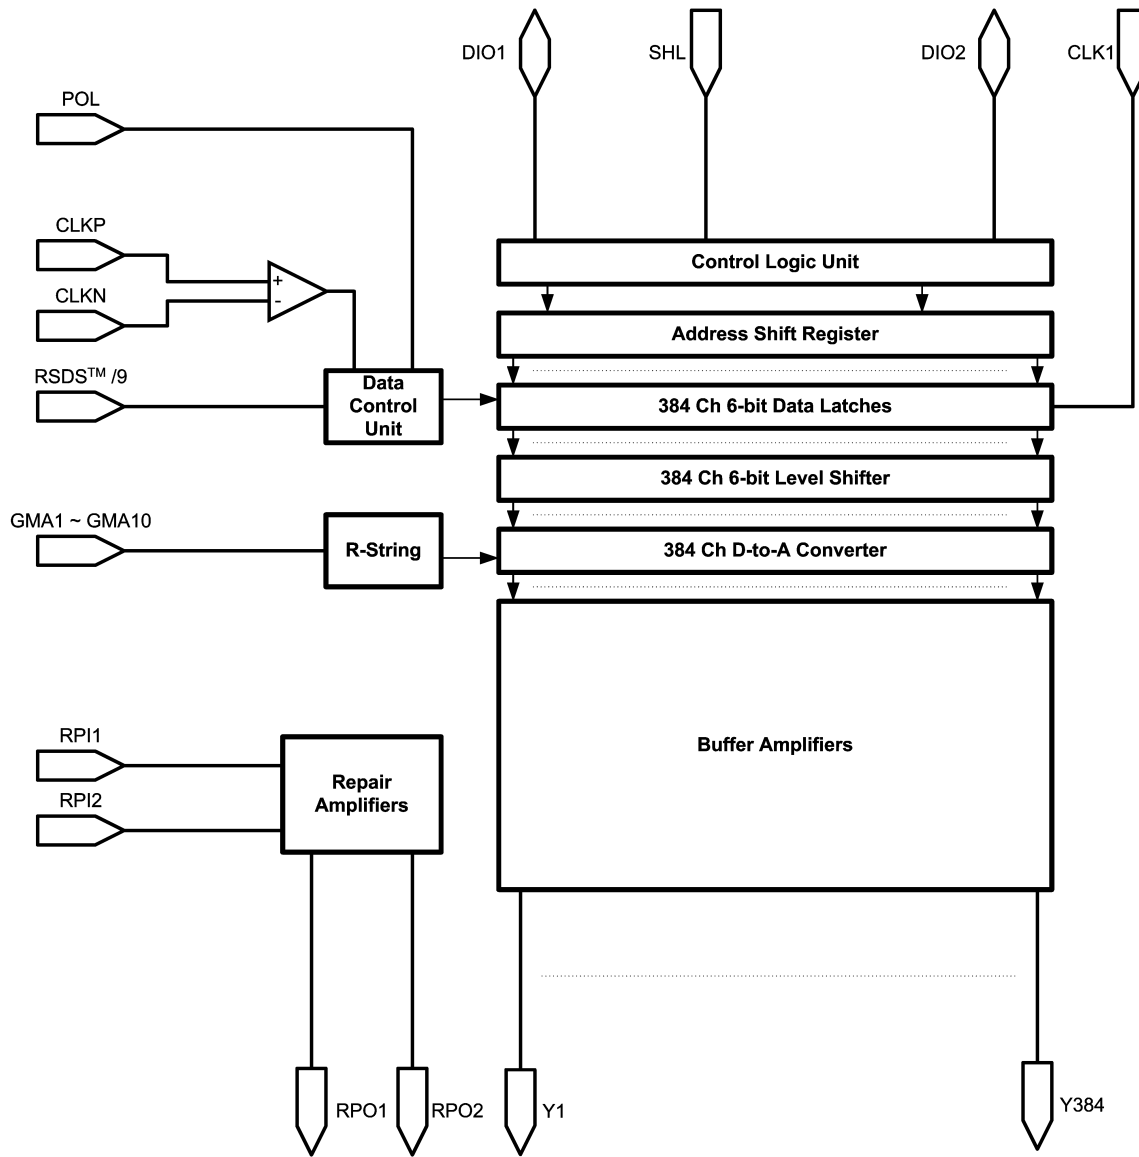 DIO1
SHL
DIO2
CLK1
POL
CLKP
CLKN
+
-
Control Logic Unit
Address Shift Register
RSDS™ /9
Data
Control
Unit
384 Ch 6-bit Data Latches
384 Ch 6-bit Level Shifter
GMA1 ~ GMA10
R-String
384 Ch D-to-A Converter
Buffer Amplifiers
RPI1
RPI2
Repair
Amplifiers
RPO1
RPO2
Y1
Y384